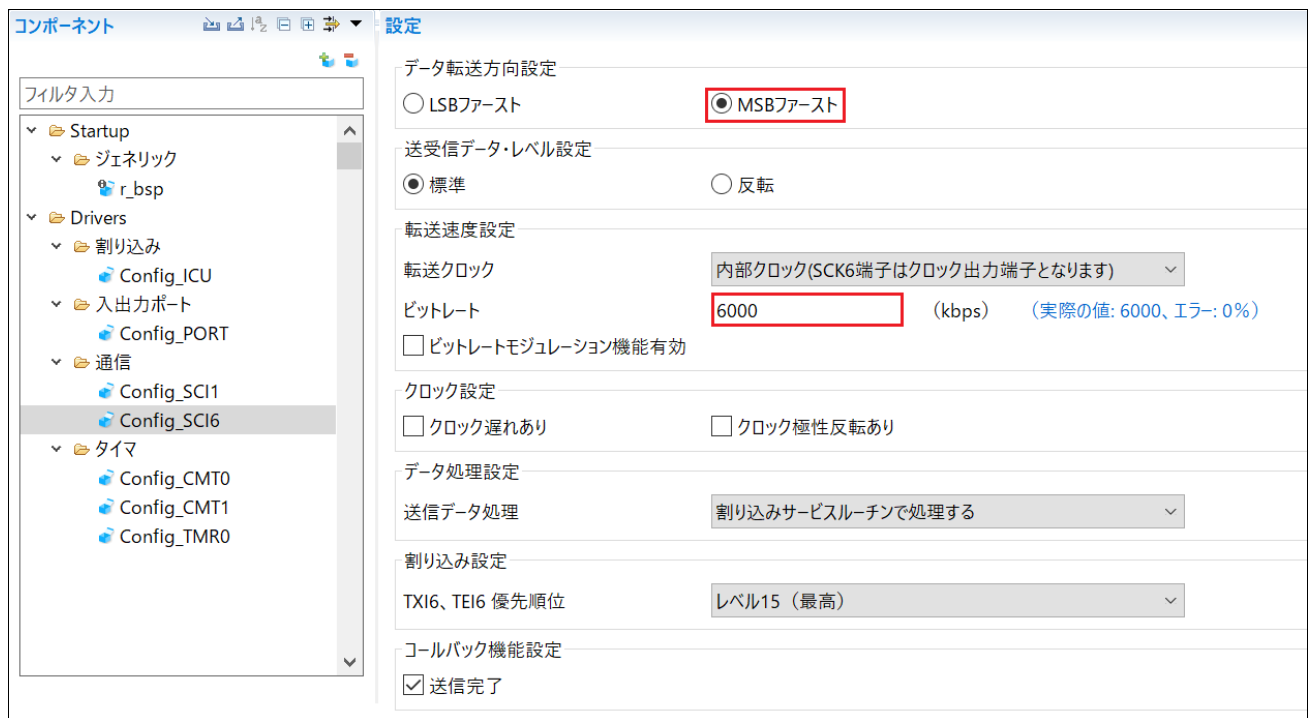 コンポーネント
フィルタ入力
Startup
ジェネリック
r_bsp
Drivers
割り込み
Config_ICU
入出力ポート
Config_PORT
通信
Config_SCI1
Config_SCI6
タイマ
Config_CMT0
Config_CMT1
Config_TMR0
設定
データ転送方向設定
LSBファースト MSBファースト
送受信データ・レベル設定
標準 反転
転送速度設定
転送クロック 内部クロック(SCK6端子はクロック出力端子となります)
ビットレート 6000 (kbps) (実際の値: 6000、エラー: 0%)
ビットレートモジュレーション機能有効
クロック設定
クロック遅れあり クロック極性反転あり
データ処理設定
送信データ処理 割り込みサービスルーチンで処理する
割り込み設定
TXI6、TEI6 優先順位 レベル15（最高）
コールバック機能設定
送信完了